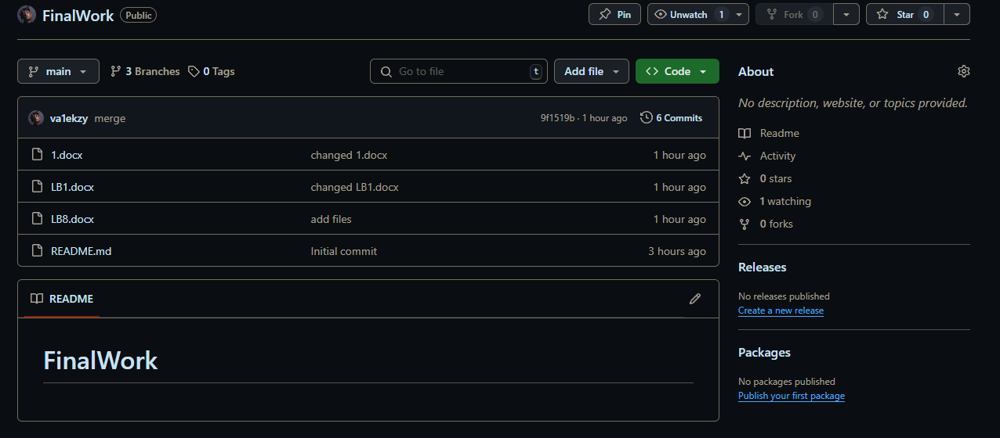 FinalWork Public Pin Unwatch 1 Fork 0 Star 0
main 3 Branches 0 Tags Go to file t Add file Code
va1ekzy merge 9f1519b · 1 hour ago 6 Commits
1.docx changed 1.docx 1 hour ago
LB1.docx changed LB1.docx 1 hour ago
LB8.docx add files 1 hour ago
README.md Initial commit 3 hours ago
README
FinalWork
About
No description, website, or topics provided.
Readme
Activity
0 stars
1 watching
0 forks
Releases
No releases published
Create a new release
Packages
No packages published
Publish your first package